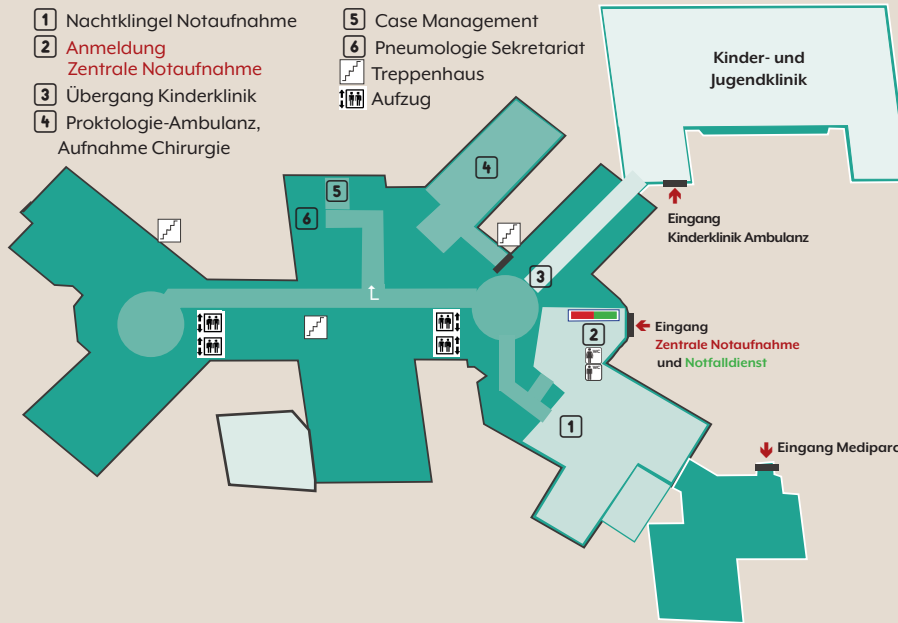 1 Nachtklingel Notaufnahme
2 Anmeldung
Zentrale Notaufnahme
3 Übergang Kinderklinik
4 Proktologie-Ambulanz,
Aufnahme Chirurgie
5 Case Management
6 Pneumologie Sekretariat
Treppenhaus
Aufzug
Kinder- und
Jugendklinik
Eingang
Kinderklinik Ambulanz
4
5
6
3
Eingang
Zentrale Notaufnahme
und Notfalldienst
2
WC
WC
1
Eingang Medipar